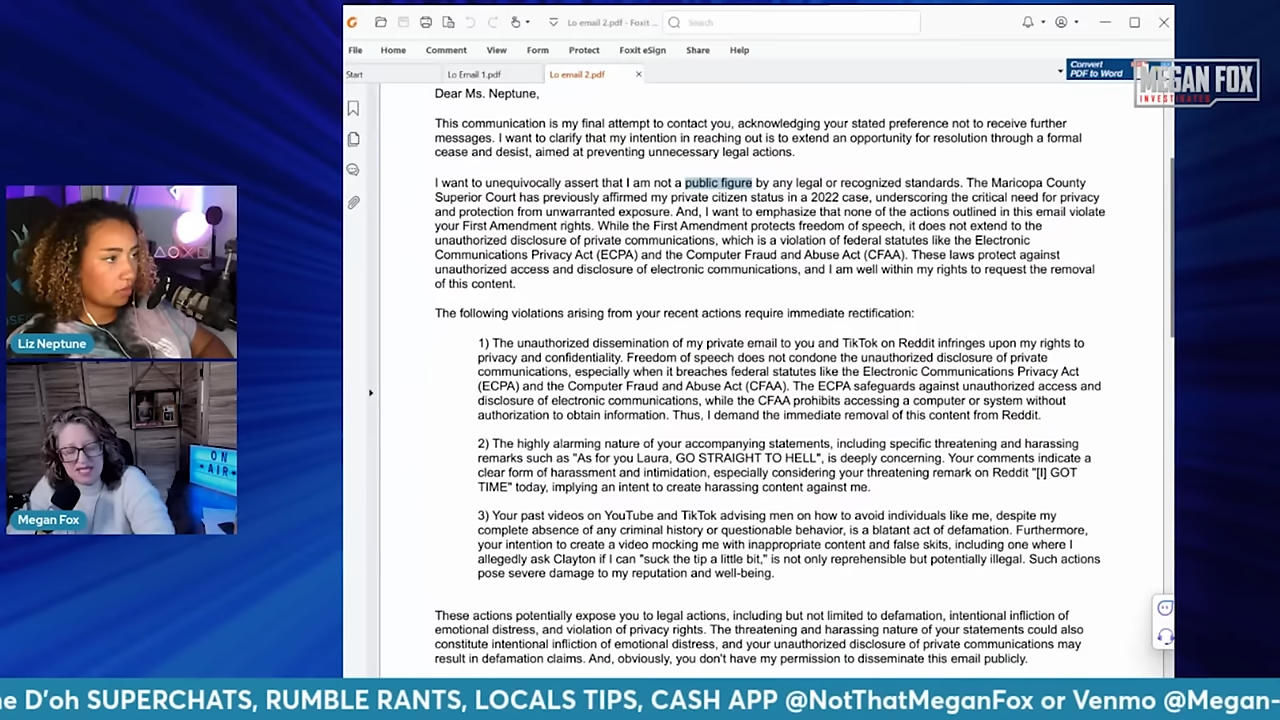 Lo email 2.pdf - Foxit ...
Search
File Home Comment View Form Protect Foxit eSign Share Help
Start
Lo Email 1.pdf
Lo email 2.pdf
Convert
PDF to Word
MEGAN FOX
INVESTIGATES
Dear Ms. Neptune,
This communication is my final attempt to contact you, acknowledging your stated preference not to receive further
messages. I want to clarify that my intention in reaching out is to extend an opportunity for resolution through a formal
cease and desist, aimed at preventing unnecessary legal actions.
I want to unequivocally assert that I am not a public figure by any legal or recognized standards. The Maricopa County
Superior Court has previously affirmed my private citizen status in a 2022 case, underscoring the critical need for privacy
and protection from unwarranted exposure. And, I want to emphasize that none of the actions outlined in this email violate
your First Amendment rights. While the First Amendment protects freedom of speech, it does not extend to the
unauthorized disclosure of private communications, which is a violation of federal statutes like the Electronic
Communications Privacy Act (ECPA) and the Computer Fraud and Abuse Act (CFAA). These laws protect against
unauthorized access and disclosure of electronic communications, and I am well within my rights to request the removal
of this content.
The following violations arising from your recent actions require immediate rectification:
1) The unauthorized dissemination of my private email to you and TikTok on Reddit infringes upon my rights to
privacy and confidentiality. Freedom of speech does not condone the unauthorized disclosure of private
communications, especially when it breaches federal statutes like the Electronic Communications Privacy Act
(ECPA) and the Computer Fraud and Abuse Act (CFAA). The ECPA safeguards against unauthorized access and
disclosure of electronic communications, while the CFAA prohibits accessing a computer or system without
authorization to obtain information. Thus, I demand the immediate removal of this content from Reddit.
2) The highly alarming nature of your accompanying statements, including specific threatening and harassing
remarks such as "As for you Laura, GO STRAIGHT TO HELL", is deeply concerning. Your comments indicate a
clear form of harassment and intimidation, especially considering your threatening remark on Reddit "[I] GOT
TIME" today, implying an intent to create harassing content against me.
3) Your past videos on YouTube and TikTok advising men on how to avoid individuals like me, despite my
complete absence of any criminal history or questionable behavior, is a blatant act of defamation. Furthermore,
your intention to create a video mocking me with inappropriate content and false skits, including one where I
allegedly ask Clayton if I can "suck the tip a little bit," is not only reprehensible but potentially illegal. Such actions
pose severe damage to my reputation and well-being.
These actions potentially expose you to legal actions, including but not limited to defamation, intentional infliction of
emotional distress, and violation of privacy rights. The threatening and harassing nature of your statements could also
constitute intentional infliction of emotional distress, and your unauthorized disclosure of private communications may
result in defamation claims. And, obviously, you don't have my permission to disseminate this email publicly.
Liz Neptune
ON
AIR
Megan Fox
ne D'oh SUPERCHATS, RUMBLE RANTS, LOCALS TIPS, CASH APP @NotThatMeganFox or Venmo @Megan-